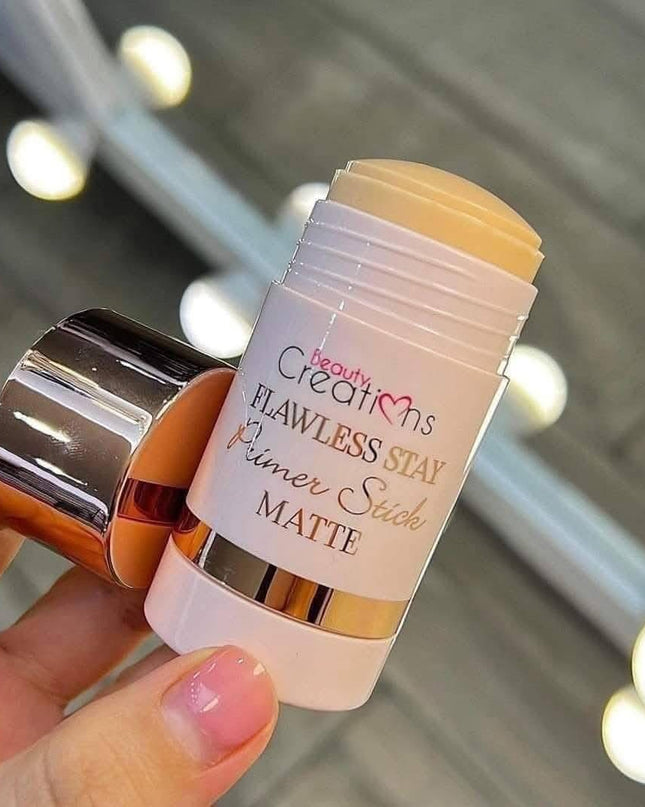 Beauty
Creations
FLAWLESS STAY
Primer Stick
MATTE